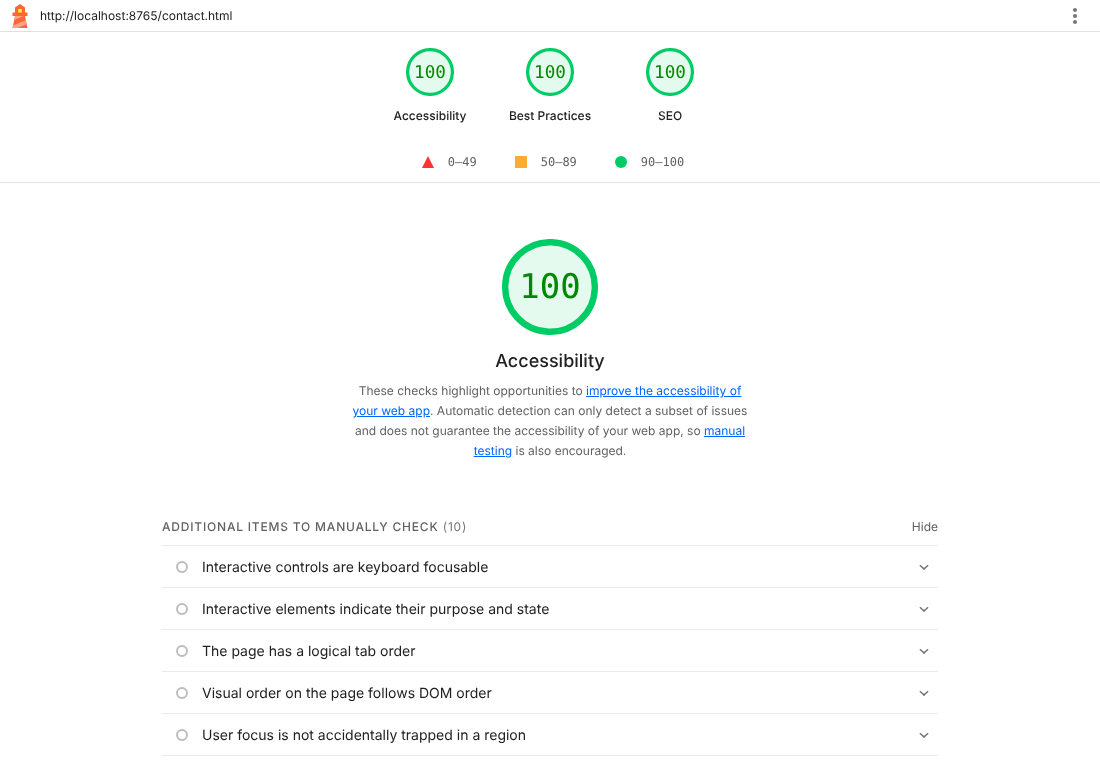 http://localhost:8765/contact.html
100 100 100
Accessibility Best Practices SEO
0–49 50–89 90–100
100
Accessibility
These checks highlight opportunities to improve the accessibility of
your web app. Automatic detection can only detect a subset of issues
and does not guarantee the accessibility of your web app, so manual
testing is also encouraged.
ADDITIONAL ITEMS TO MANUALLY CHECK (10) Hide
Interactive controls are keyboard focusable
Interactive elements indicate their purpose and state
The page has a logical tab order
Visual order on the page follows DOM order
User focus is not accidentally trapped in a region